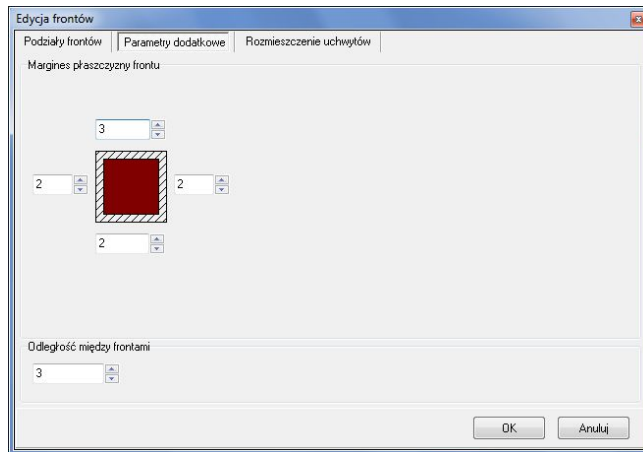 Edycja frontów
Podziały frontów Parametry dodatkowe Rozmieszczenie uchwytów
Margines płaszczyzny frontu
3
2 2
2
Odległość między frontami
3
OK Anuluj